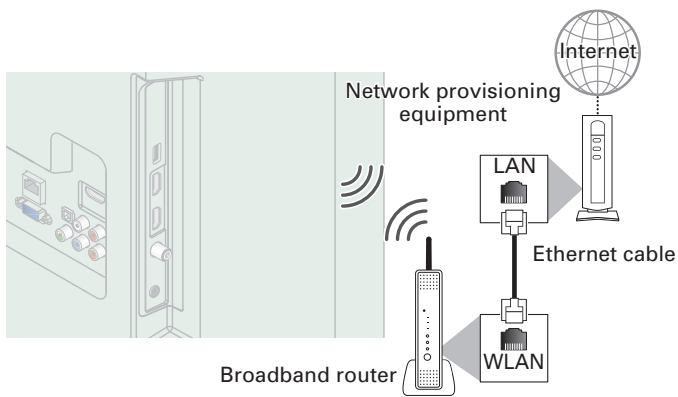 Internet
Network provisioning
equipment
LAN
Ethernet cable
WLAN
Broadband router